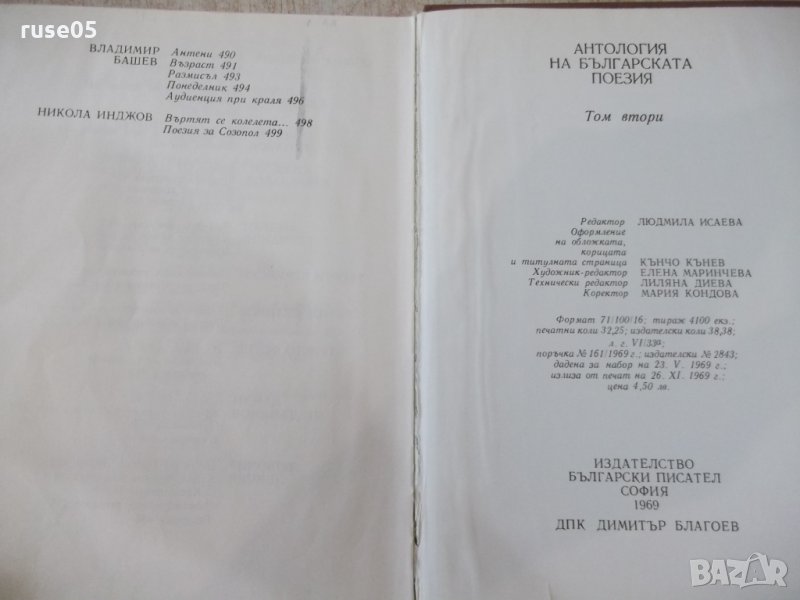 ruse05
ВЛАДИМИР
БАШЕВ
Антени 490
Възраст 491
Размисъл 493
Понеделник 494
Аудиенция при краля 496
НИКОЛА ИНДЖОВ
Въртят се колелета... 498
Поезия за Созопол 499
АНТОЛОГИЯ
НА БЪЛГАРСКАТА
ПОЕЗИЯ
Том втори
Редактор ЛЮДМИЛА ИСАЕВА
Оформление
на обложката,
корицата
и титулната страница КЪНЧО КЪНЕВ
Художник-редактор ЕЛЕНА МАРИНЧЕВА
Технически редактор ЛИЛЯНА ДИЕВА
Коректор МАРИЯ КОНДОВА
Формат 71/100/16; тираж 4100 екз.;
печатни коли 32,25; издателски коли 38,38;
л. г. VI/33а;
поръчка № 161/1969 г.; издателски № 2843;
дадена за набор на 23. V. 1969 г.;
излиза от печат на 26. XI. 1969 г.;
цена 4,50 лв.
ИЗДАТЕЛСТВО
БЪЛГАРСКИ ПИСАТЕЛ
СОФИЯ
1969
ДПК ДИМИТЪР БЛАГОЕВ
BAZAR